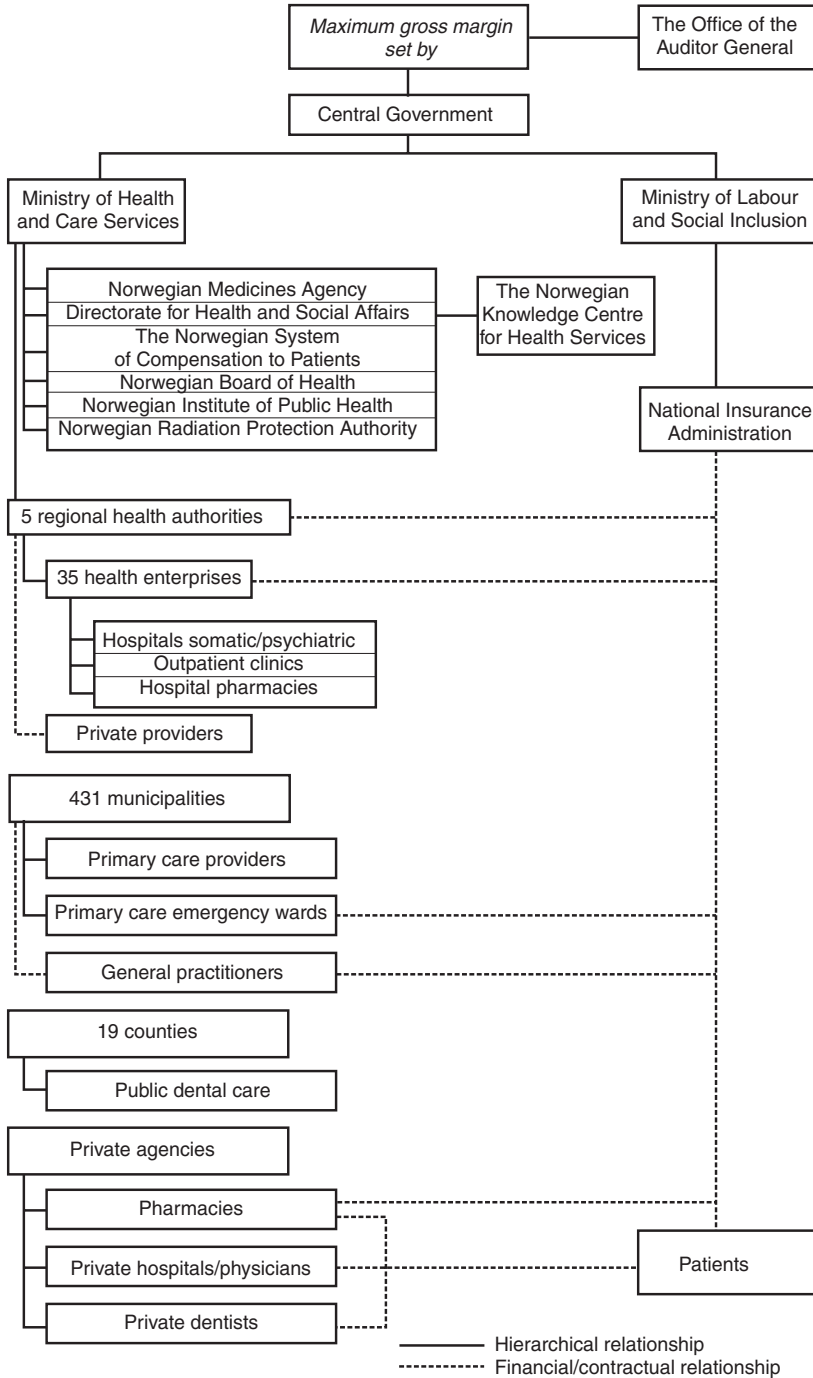 Maximum gross margin
set by
The Office of the
Auditor General
Central Government
Ministry of Health
and Care Services
Ministry of Labour
and Social Inclusion
Norwegian Medicines Agency
Directorate for Health and Social Affairs
The Norwegian System
of Compensation to Patients
Norwegian Board of Health
Norwegian Institute of Public Health
Norwegian Radiation Protection Authority
The Norwegian
Knowledge Centre
for Health Services
National Insurance
Administration
5 regional health authorities
35 health enterprises
Hospitals somatic/psychiatric
Outpatient clinics
Hospital pharmacies
Private providers
431 municipalities
Primary care providers
Primary care emergency wards
General practitioners
19 counties
Public dental care
Private agencies
Pharmacies
Private hospitals/physicians
Private dentists
Patients
Hierarchical relationship
Financial/contractual relationship